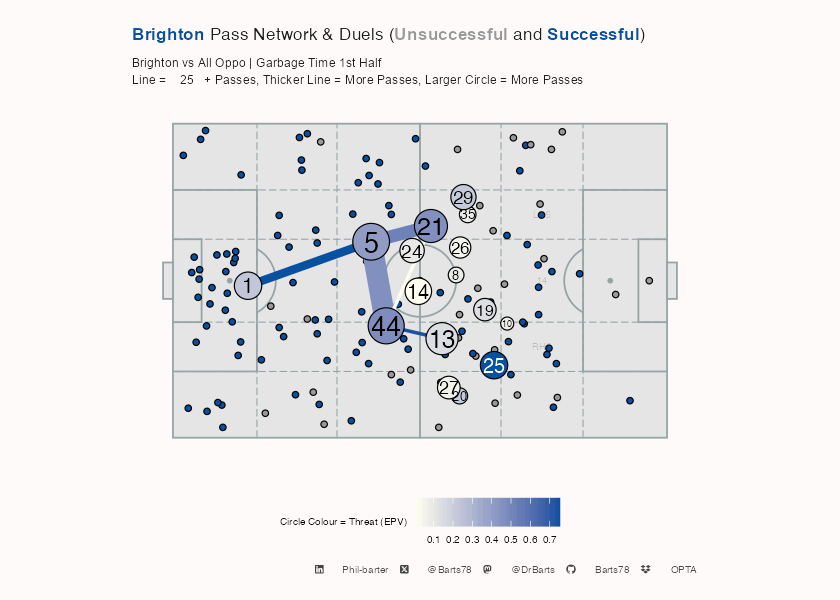 Brighton Pass Network & Duels (Unsuccessful and Successful)
Brighton vs All Oppo | Garbage Time 1st Half
Line = 25 + Passes, Thicker Line = More Passes, Larger Circle = More Passes
29
35
21
5
24
26
8
1
14
19
44
10
13
25
27
20
14
Circle Colour = Threat (EPV)
0.1 0.2 0.3 0.4 0.5 0.6 0.7
Phil-barter @Barts78 @DrBarts Barts78 OPTA